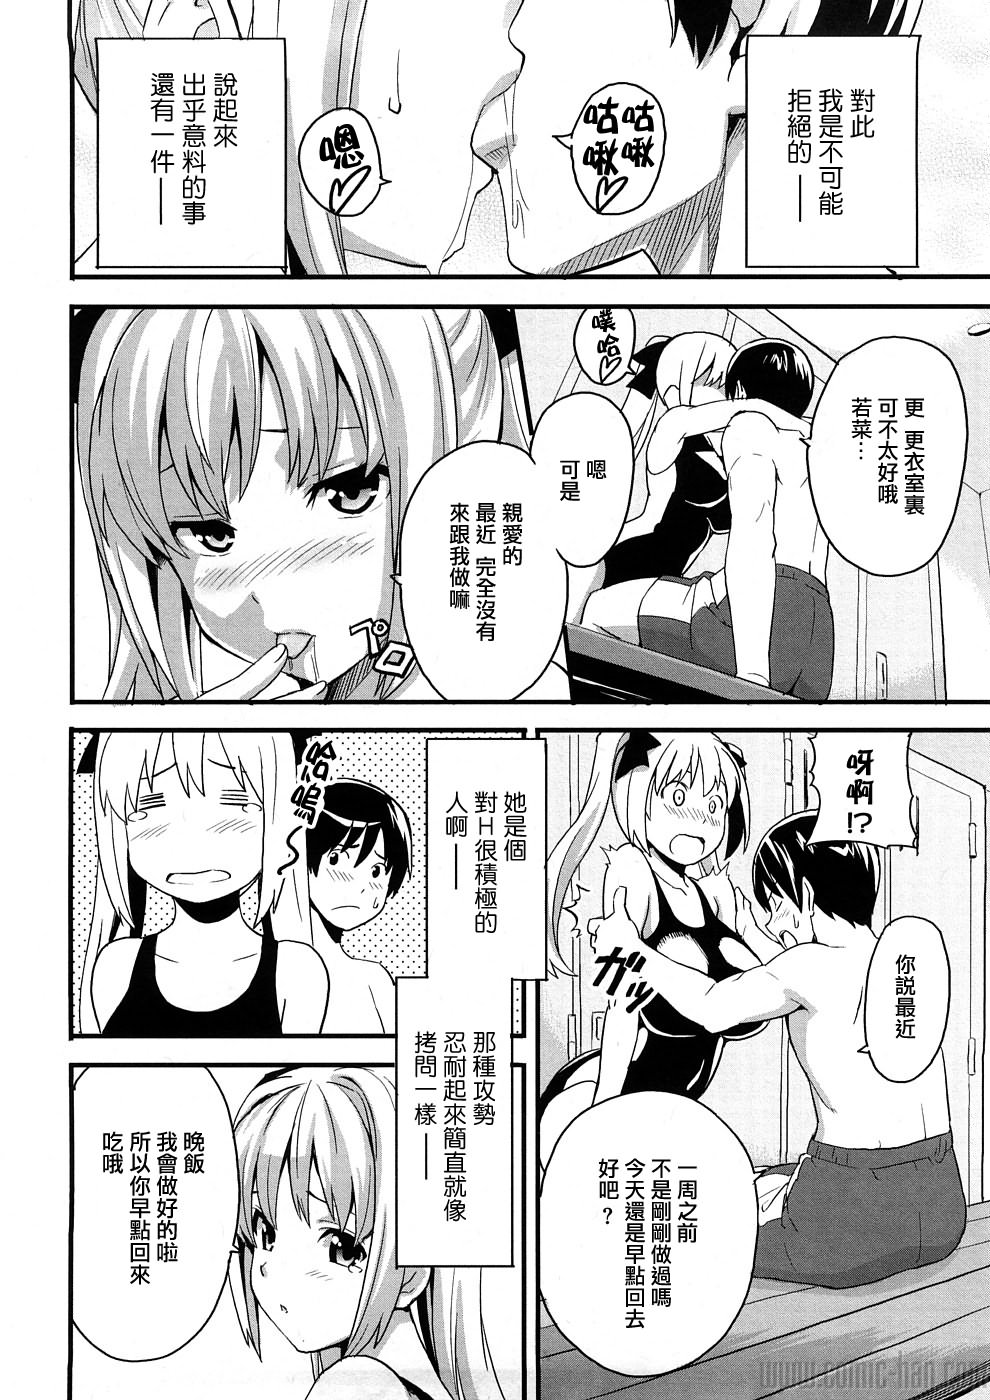 對此
我是不可能
拒絕的——
咕啾
咕啾♡
嗯♡
說起來
出乎意料的事
還有一件——
更 更衣室裏
可不太好哦
若菜…
噗哈♡
嗯
可是
親愛的
最近 完全沒有
來跟我做嘛
ペロ
呀啊!?
你說最近
ガッ
一周之前
不是剛剛做過嗎
今天還是早點回去
好吧？
她是個
對H很積極的
人啊——
哈嗚~
那種攻勢
忍耐起來簡直就像
拷問一樣——
晚飯
我會做好的啦
所以你早點回來
吃哦
www.comic-han.com